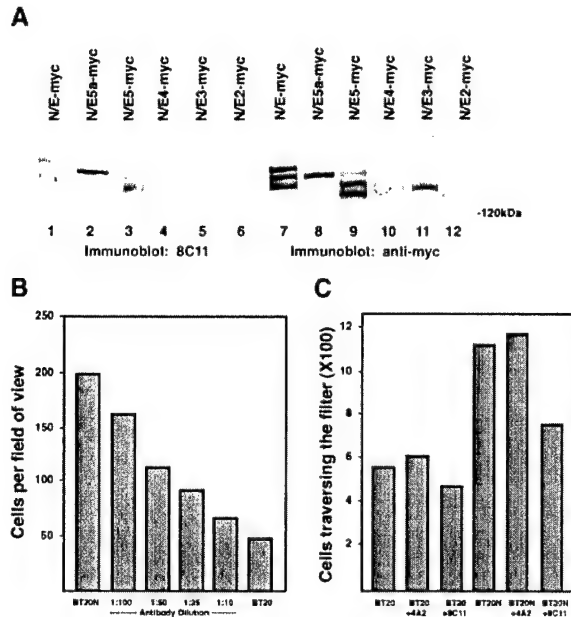 A
N/E-myc N/E5a-myc N/E5-myc N/E4-myc N/E3-myc N/E2-myc N/E-myc N/E5a-myc N/E5-myc N/E4-myc N/E3-myc N/E2-myc
-120kDa
1 2 3 4 5 6 7 8 9 10 11 12
Immunoblot: 8C11 Immunoblot: anti-myc
B
Cells per field of view
250
200
150
100
50
BT20N 1:100 1:50 1:25 1:10 BT20
Antibody Dilution
C
Cells traversing the filter (X100)
12
10
8
6
4
2
BT20 BT20 BT20 BT20N BT20N BT20N
+4A2 +8C11 +4A2 +8C11